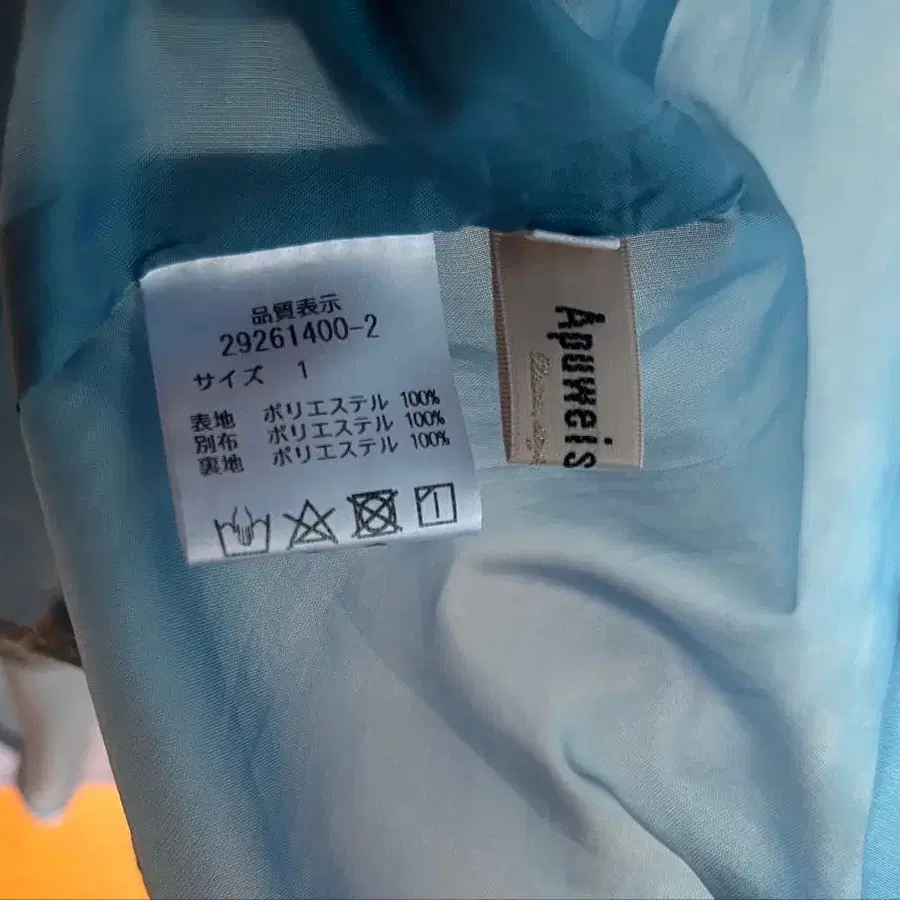 品質表示
29261400-2
サイズ 1
表地 ポリエステル 100%
別布 ポリエステル 100%
裏地 ポリエステル 100%
Apuweis